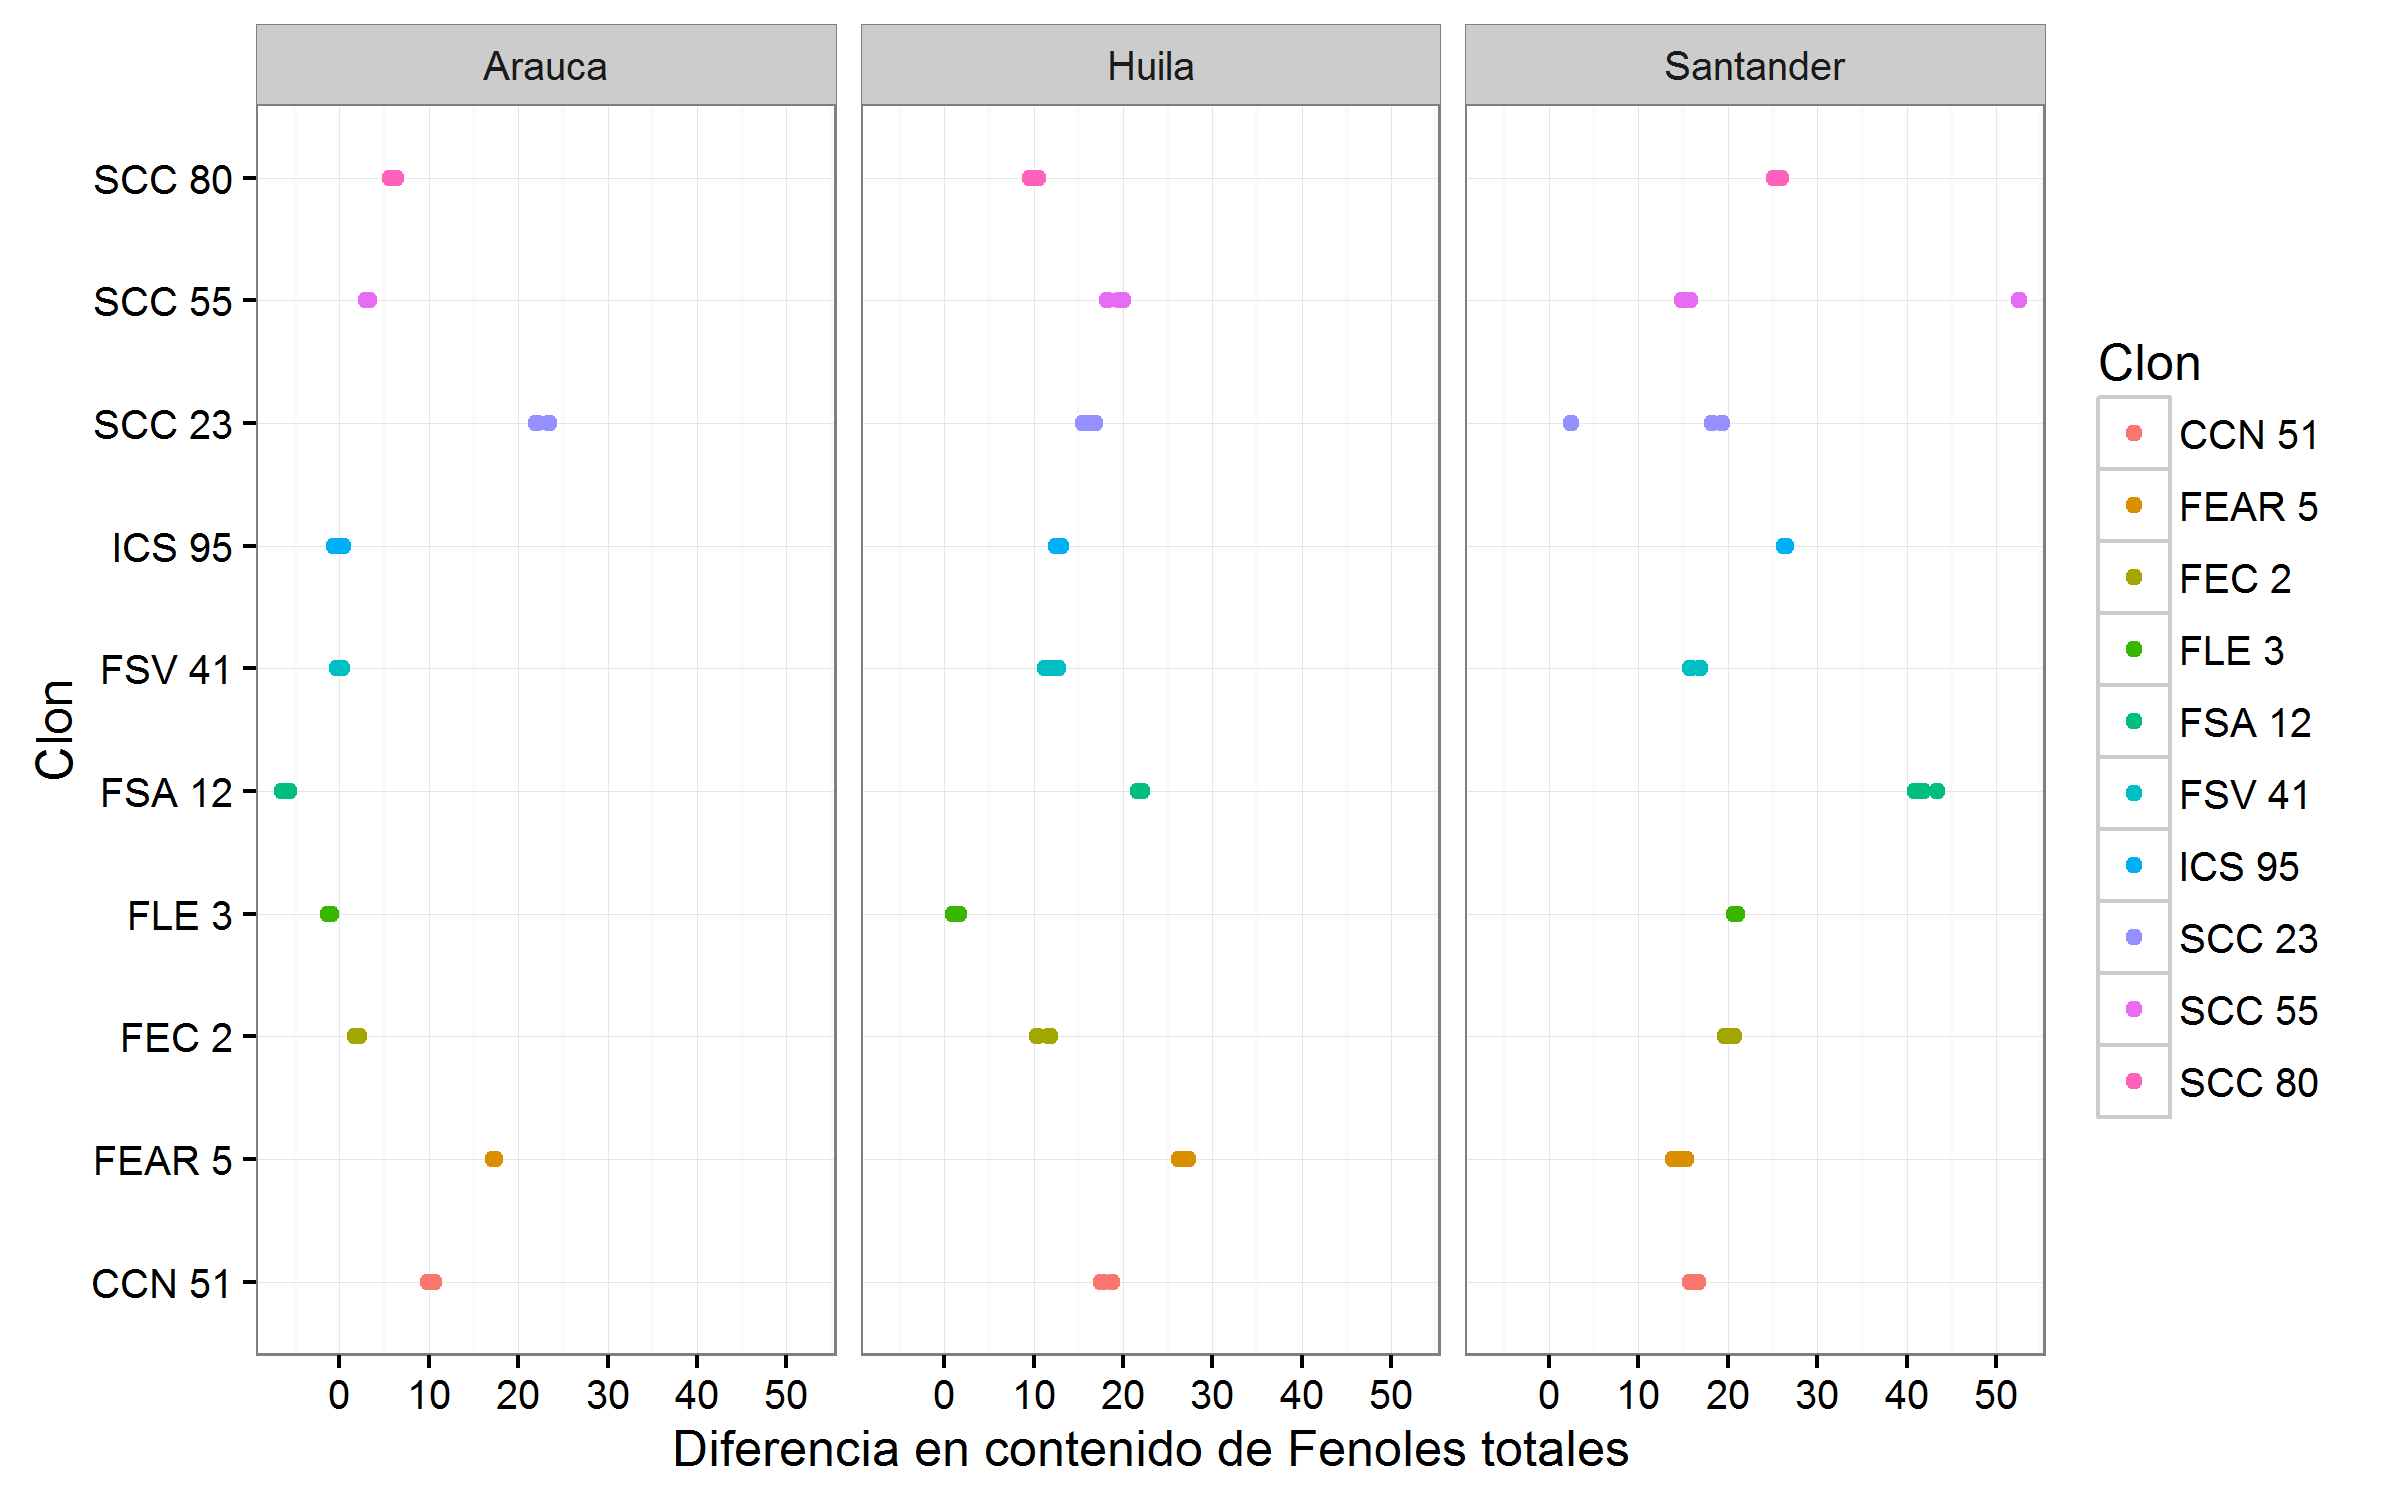 Arauca
Huila
Santander
Clon
SCC 80
SCC 55
SCC 23
ICS 95
FSV 41
FSA 12
FLE 3
FEC 2
FEAR 5
CCN 51
0 10 20 30 40 50
0 10 20 30 40 50
0 10 20 30 40 50
Diferencia en contenido de Fenoles totales
Clon
CCN 51
FEAR 5
FEC 2
FLE 3
FSA 12
FSV 41
ICS 95
SCC 23
SCC 55
SCC 80